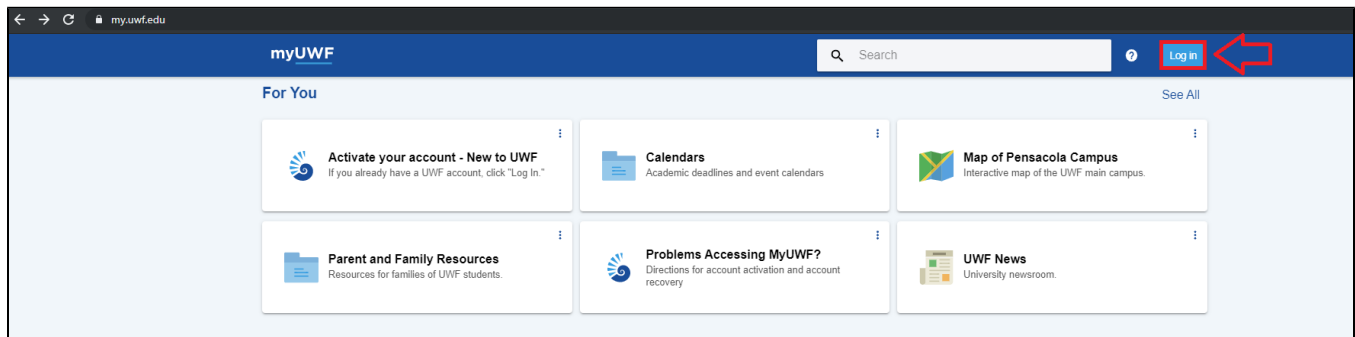 my.uwf.edu
myUWF
Search
Log in
For You
See All
Activate your account - New to UWF
If you already have a UWF account, click "Log In."
Calendars
Academic deadlines and event calendars
Map of Pensacola Campus
Interactive map of the UWF main campus.
Parent and Family Resources
Resources for families of UWF students.
Problems Accessing MyUWF?
Directions for account activation and account
recovery
UWF News
University newsroom.